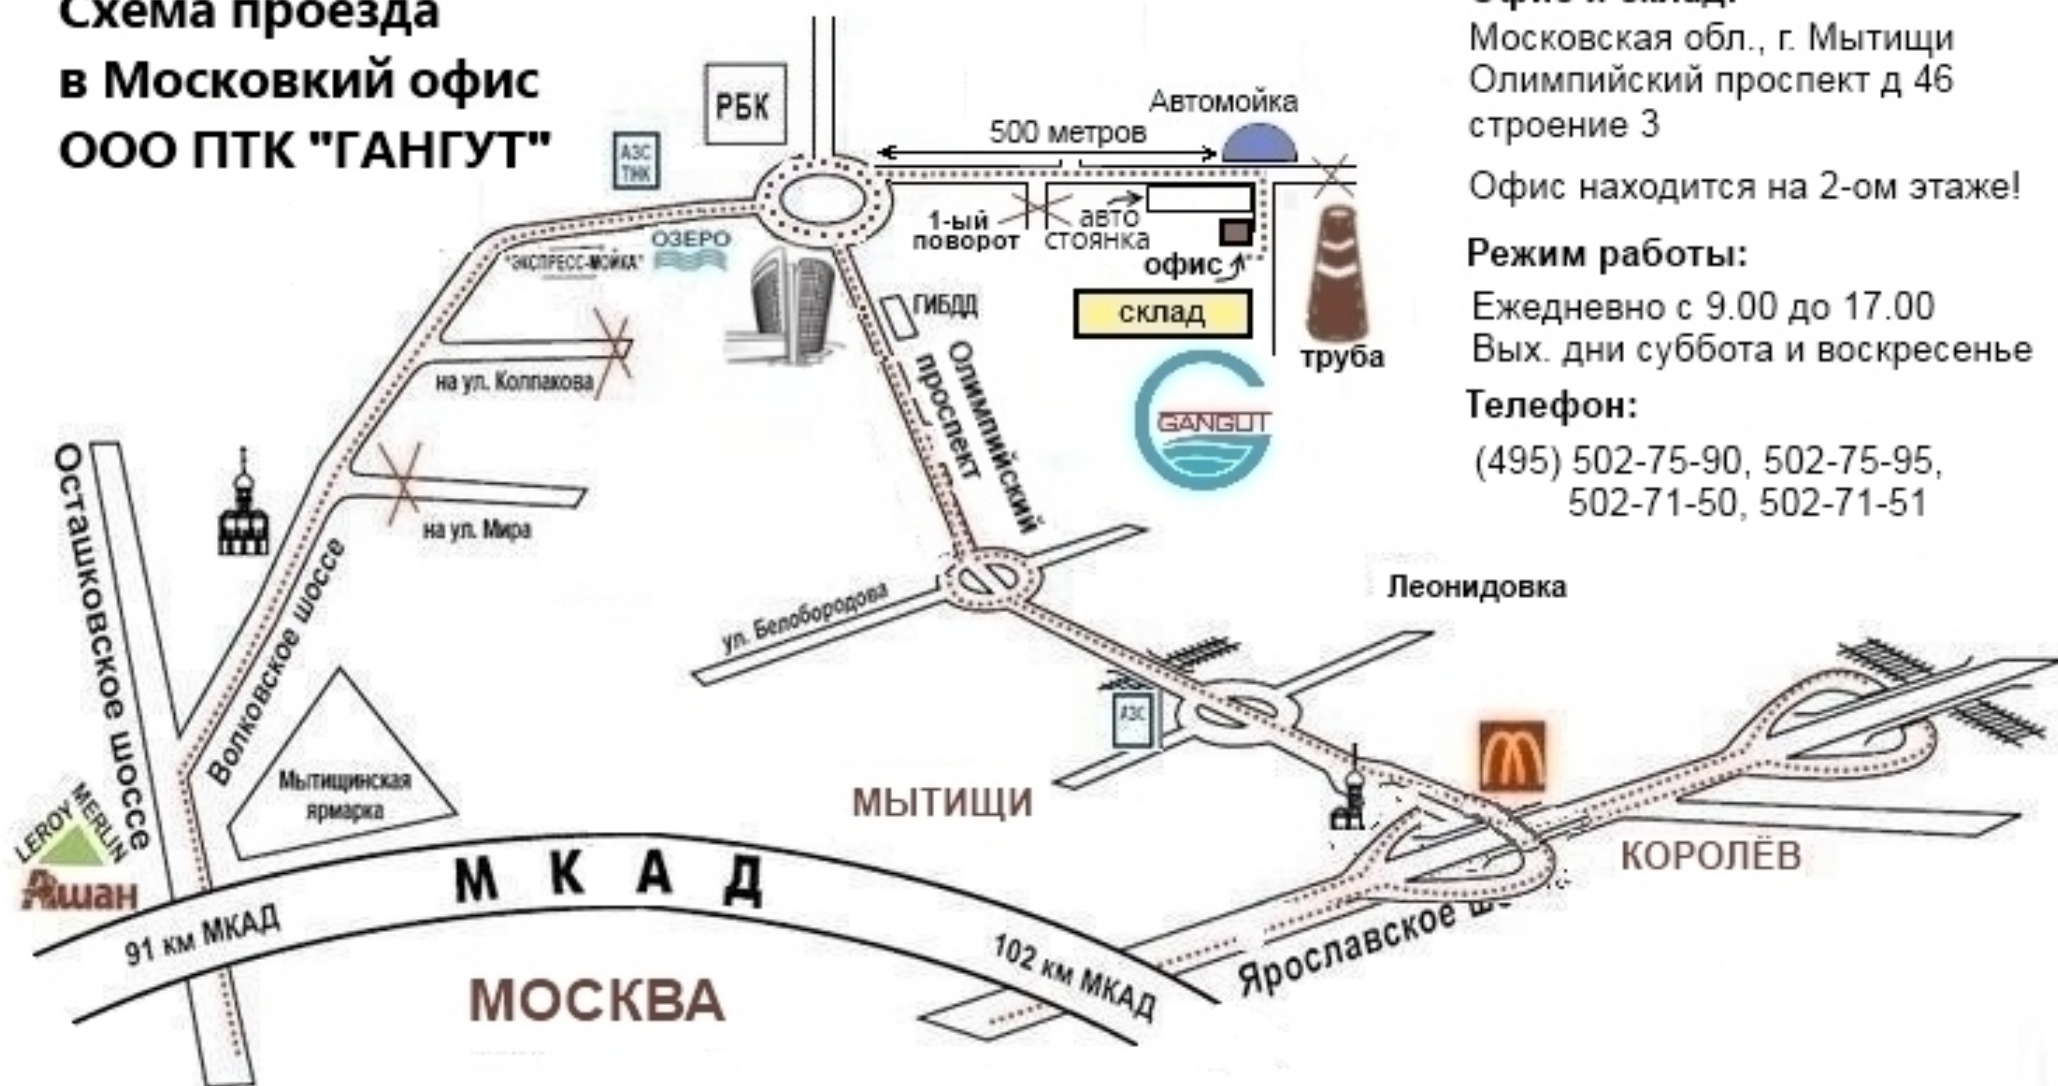 Схема проезда
в Московкий офис
ООО ПТК "ГАНГУТ"
Московская обл., г. Мытищи
Олимпийский проспект д 46
строение 3
Офис находится на 2-ом этаже!
Режим работы:
Ежедневно с 9.00 до 17.00
Вых. дни суббота и воскресенье
Телефон:
(495) 502-75-90, 502-75-95,
502-71-50, 502-71-51
РБК
АЗС
ТНК
Автомойка
500 метров
1-ый
поворот
авто
стоянка
офис
склад
труба
GANGUT
ОЗЕРО
"ЭКСПРЕСС-МОЙКА"
ГИБДД
Олимпийский
проспект
на ул. Колпакова
на ул. Мира
Осташковское шоссе
Волковское шоссе
ул. Белобородова
Леонидовка
АЗС
Мытищинская
ярмарка
МЫТИЩИ
КОРОЛЁВ
LEROY MERLIN
Ашан
М К А Д
91 км МКАД
102 км МКАД
Ярославское
МОСКВА